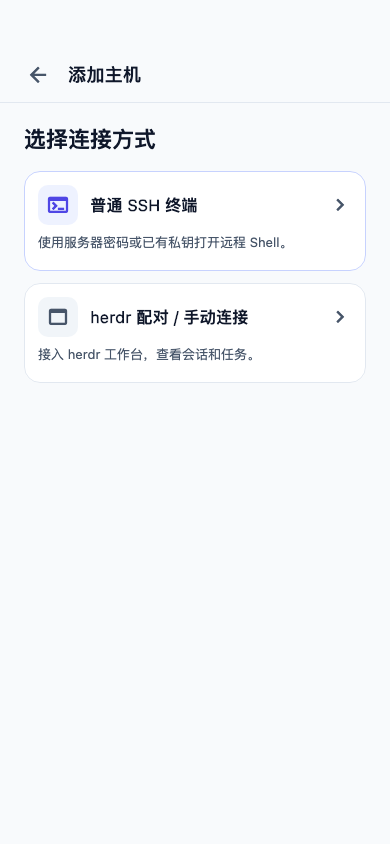 添加主机
选择连接方式
普通 SSH 终端
使用服务器密码或已有私钥打开远程 Shell。
herdr 配对 / 手动连接
接入 herdr 工作台，查看会话和任务。